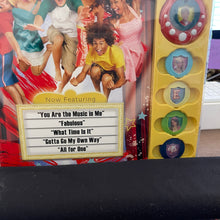 Now Featuring
"You Are the Music in Me"
"Fabulous"
"What Time Is It"
"Gotta Go My Own Way"
"All for One"